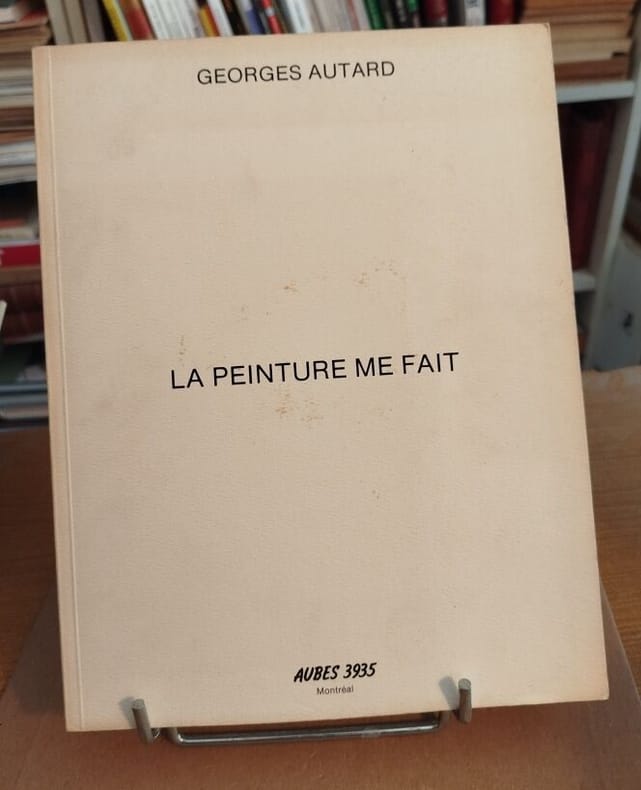 GEORGES AUTARD
LA PEINTURE ME FAIT
AUBES 3935
Montréal